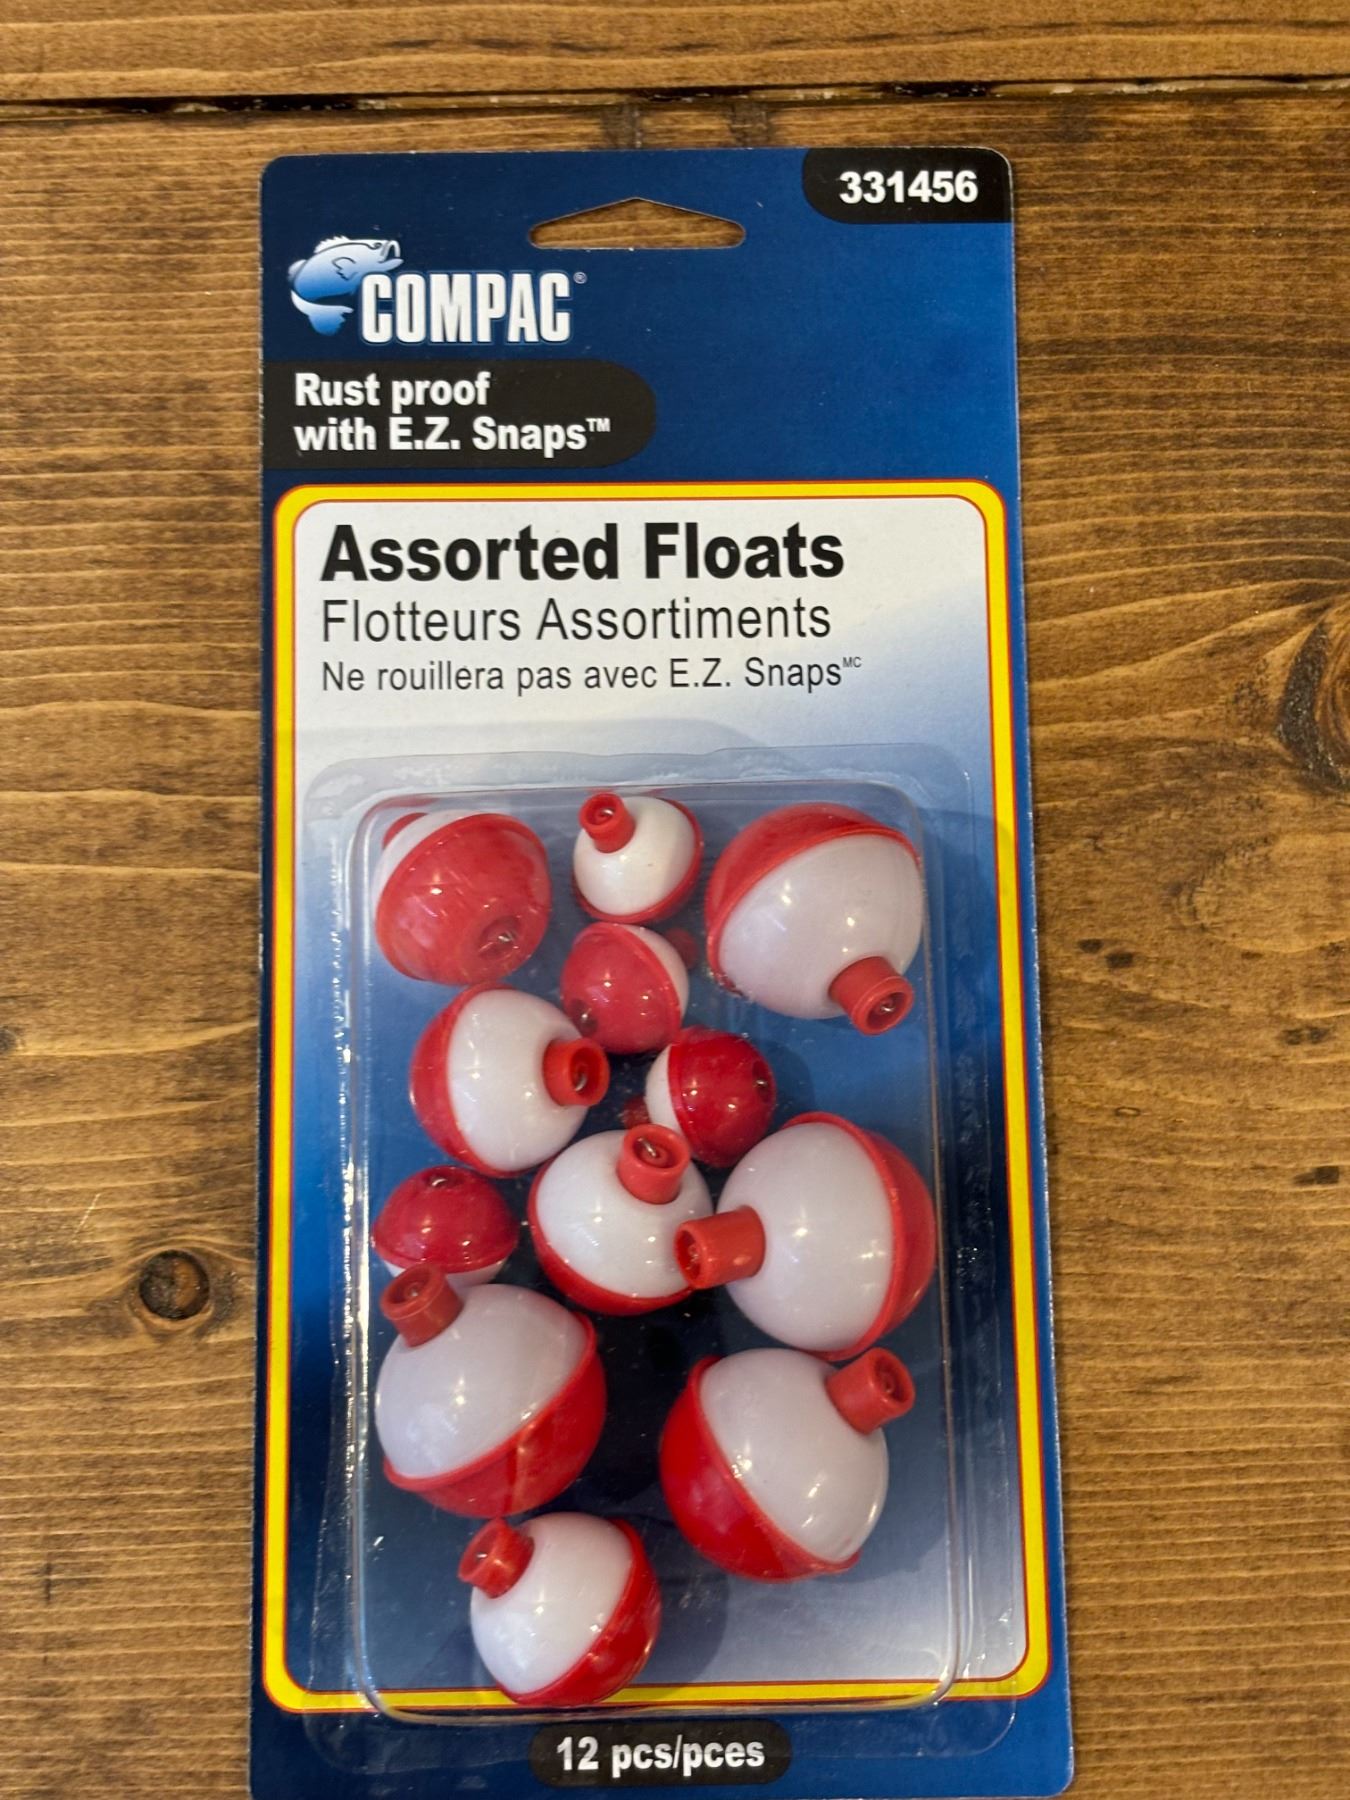 331456
COMPAC®
Rust proof
with E.Z. Snaps™
Assorted Floats
Flotteurs Assortiments
Ne rouillera pas avec E.Z. Snaps MC
12 pcs/pces